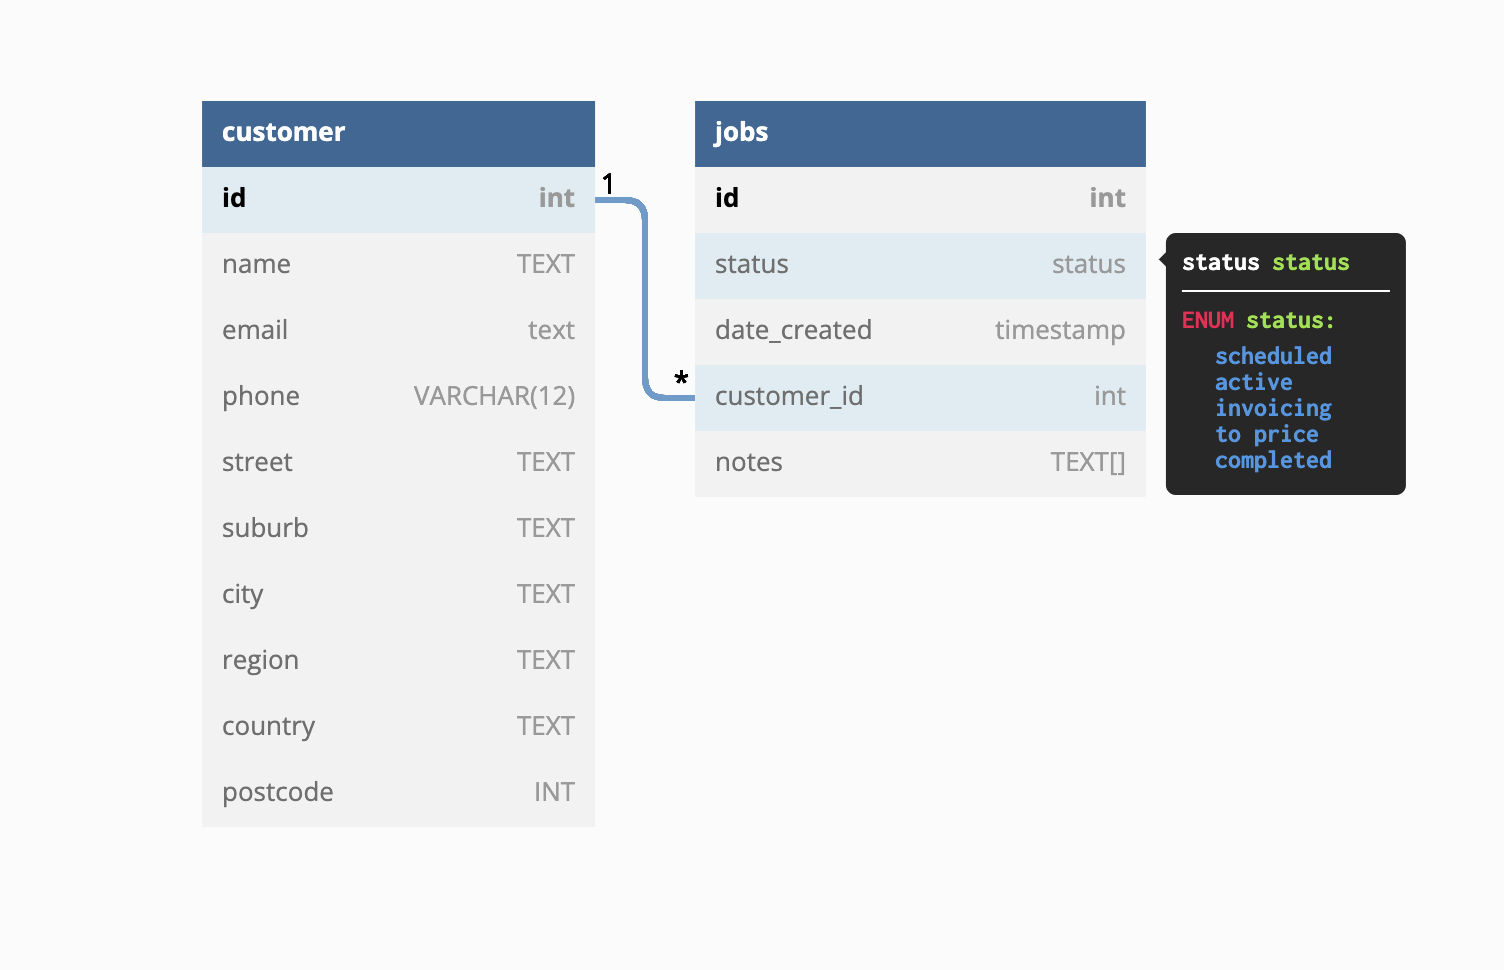 customer
id int
name TEXT
email text
phone VARCHAR(12)
street TEXT
suburb TEXT
city TEXT
region TEXT
country TEXT
postcode INT
1
*
jobs
id int
status status
date_created timestamp
customer_id int
notes TEXT[]
status status
ENUM status:
scheduled
active
invoicing
to price
completed